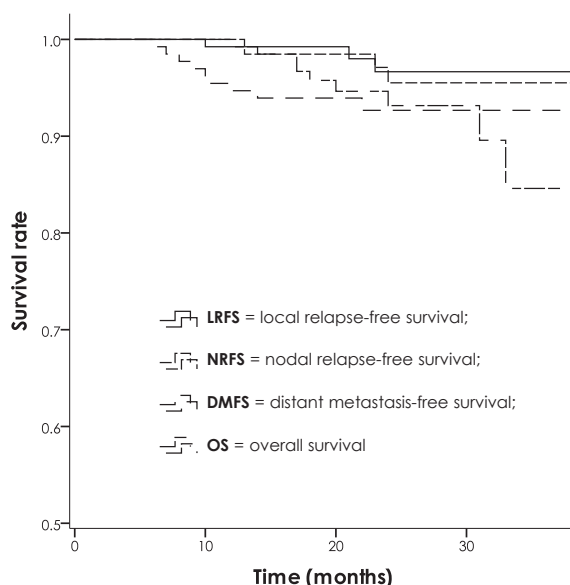 1.0
0.9
0.8
0.7
0.6
0.5
Survival rate
LRFS = local relapse-free survival;
NRFS = nodal relapse-free survival;
DMFS = distant metastasis-free survival;
OS = overall survival
0 10 20 30
Time (months)